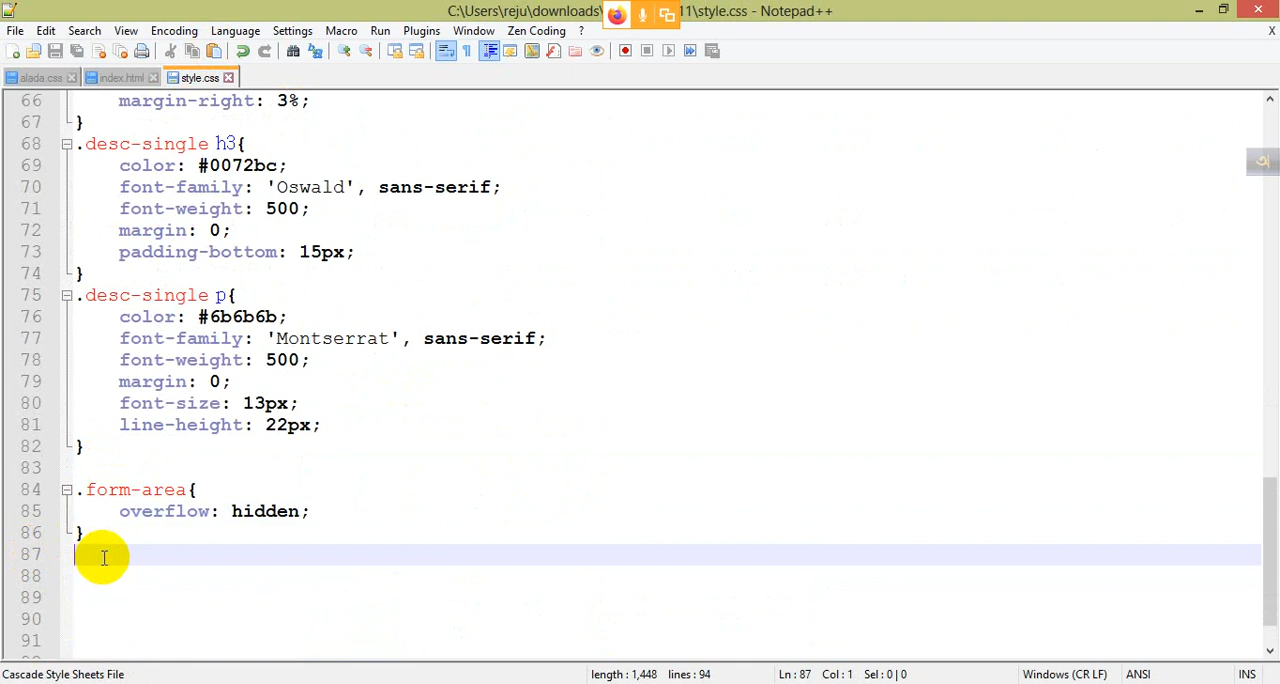 C:\Users\reju\downloads\
11\style.css - Notepad++
File Edit Search View Encoding Language Settings Macro Run Plugins Window Zen Coding ? X
alada.css index.html style.css
66 margin-right: 3%;
67 }
68 .desc-single h3{
69 color: #0072bc;
70 font-family: 'Oswald', sans-serif;
71 font-weight: 500;
72 margin: 0;
73 padding-bottom: 15px;
74 }
75 .desc-single p{
76 color: #6b6b6b;
77 font-family: 'Montserrat', sans-serif;
78 font-weight: 500;
79 margin: 0;
80 font-size: 13px;
81 line-height: 22px;
82 }
83
84 .form-area{
85 overflow: hidden;
86 }
87
88
89
90
91
Cascade Style Sheets File length : 1,448 lines : 94 Ln : 87 Col : 1 Sel : 0 | 0 Windows (CR LF) ANSI INS